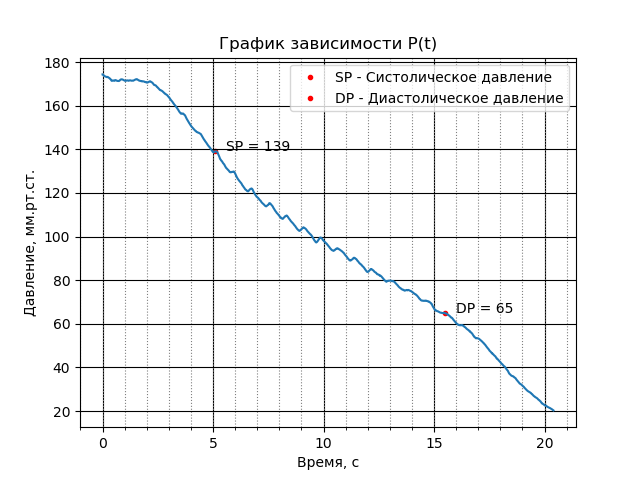 График зависимости P(t)
SP - Систолическое давление
DP - Диастолическое давление
Давление, мм.рт.ст.
180
160
140
120
100
80
60
40
20
SP = 139
DP = 65
0
5
10
15
20
Время, с